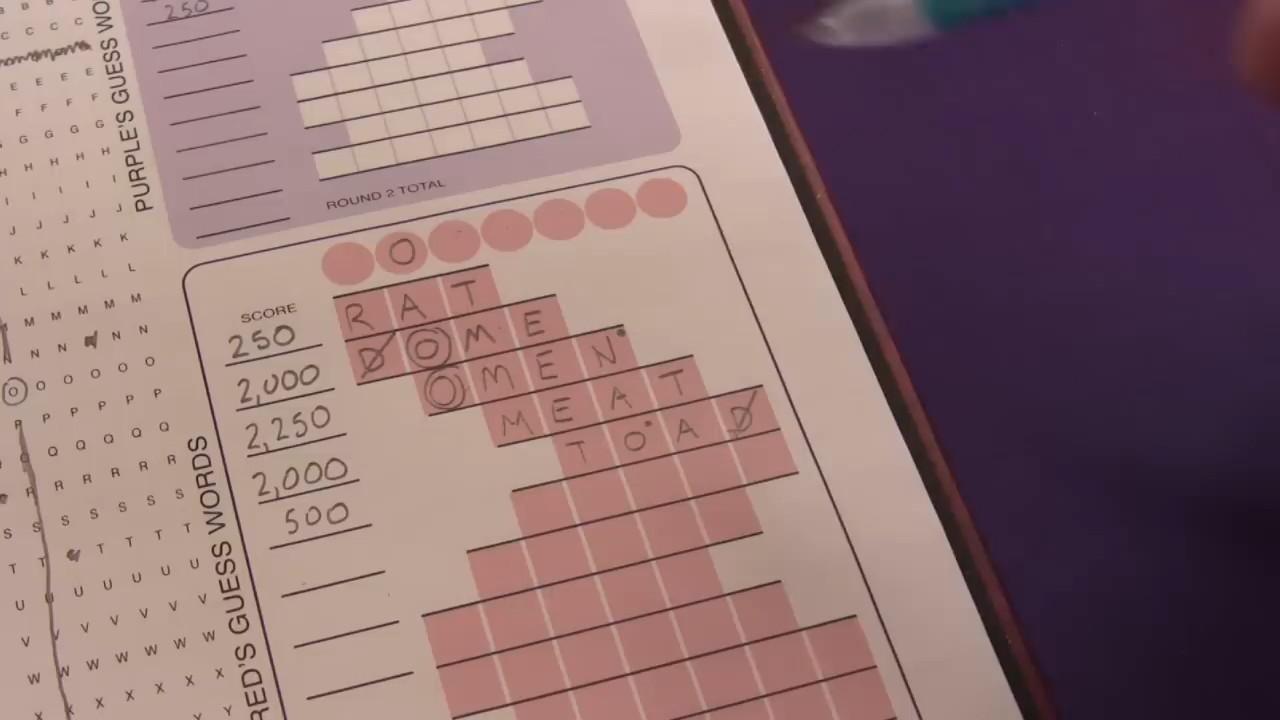 250
PURPLE'S GUESS WO
ROUND 2 TOTAL
O
SCORE
250 RAT
2,000 DOME
2,250 OMEN
2,000 MEAT
500 TOAD
RED'S GUESS WORDS
C C C C
E E E E
F F F F
G G G G
H H H H
I I I I
J J J J
K K K K
L L L L
M M M M M
N N N N
O O O O O O
P P P P P
Q Q Q Q
R R R R R R
S S S S S S
T T T T T
U U U U U U U
V V V V V V V
W W W W W W
X X X X X
Y Y